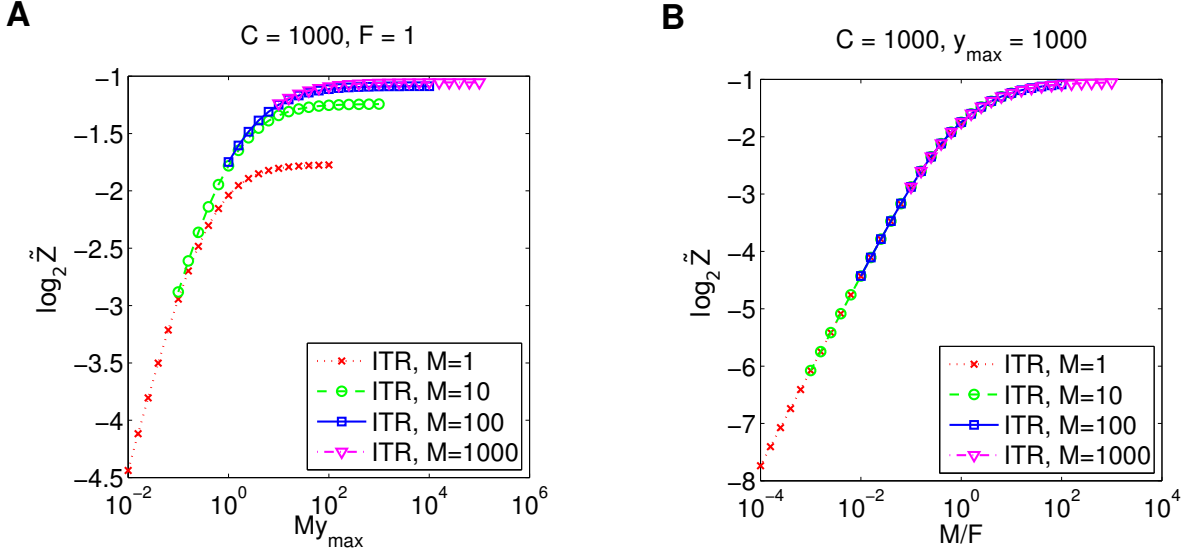 A
C = 1000, F = 1
log₂ Z̃
-1
-1.5
-2
-2.5
-3
-3.5
-4
-4.5
ITR, M=1
ITR, M=10
ITR, M=100
ITR, M=1000
10⁻² 10⁰ 10² 10⁴ 10⁶
Myₘₐₓ
B
C = 1000, yₘₐₓ = 1000
log₂ Z̃
-1
-2
-3
-4
-5
-6
-7
-8
ITR, M=1
ITR, M=10
ITR, M=100
ITR, M=1000
10⁻⁴ 10⁻² 10⁰ 10² 10⁴
M/F